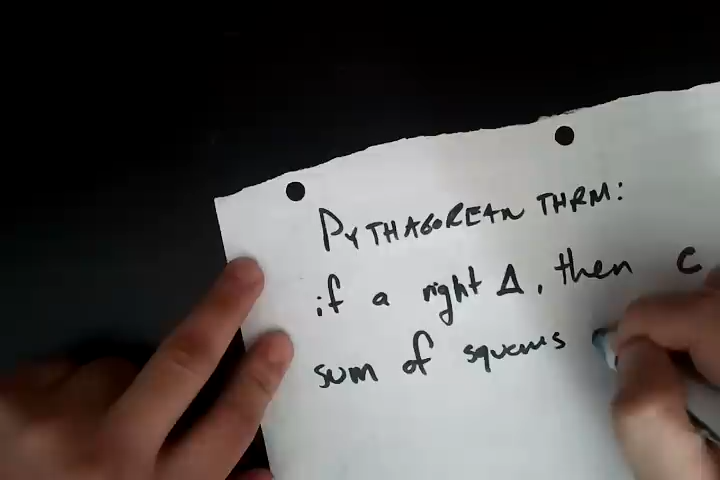 PYTHAGOREAN THRM:
if a right Δ, then c
sum of squares